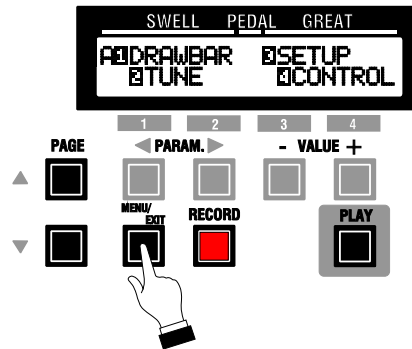 SWELL PEDAL GREAT
A1DRAWBAR 3SETUP
2TUNE 4CONTROL
1 2 3 4
PAGE PARAM. - VALUE +
MENU/
EXIT RECORD PLAY